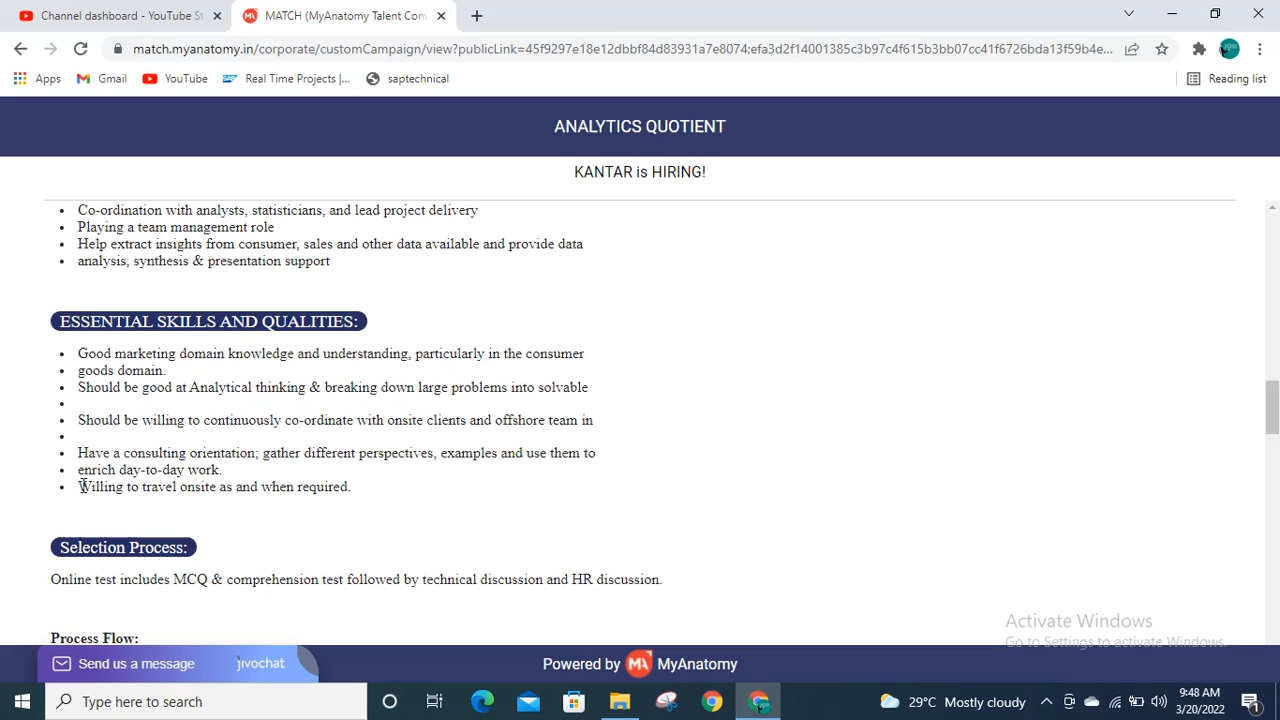 Channel dashboard - YouTube St
MATCH (MyAnatomy Talent Con
match.myanatomy.in/corporate/customCampaign/view?publicLink=45f9297e18e12dbbf84d83931a7e8074;efa3d2f14001385c3b97c4f615b3bb07cc41f6726bda13f59b4e...
Apps
Gmail
YouTube
Real Time Projects |...
saptechnical
Reading list
ANALYTICS QUOTIENT
KANTAR is HIRING!
• Co-ordination with analysts, statisticians, and lead project delivery
• Playing a team management role
• Help extract insights from consumer, sales and other data available and provide data
• analysis, synthesis & presentation support
ESSENTIAL SKILLS AND QUALITIES:
• Good marketing domain knowledge and understanding, particularly in the consumer
• goods domain.
• Should be good at Analytical thinking & breaking down large problems into solvable
•
• Should be willing to continuously co-ordinate with onsite clients and offshore team in
•
• Have a consulting orientation; gather different perspectives, examples and use them to
• enrich day-to-day work.
• Willing to travel onsite as and when required.
Selection Process:
Online test includes MCQ & comprehension test followed by technical discussion and HR discussion.
Process Flow:
Activate Windows
Go to Settings to activate Windows.
Send us a message
jivochat
Powered by MyAnatomy
Type here to search
29°C Mostly cloudy
9:48 AM
3/20/2022